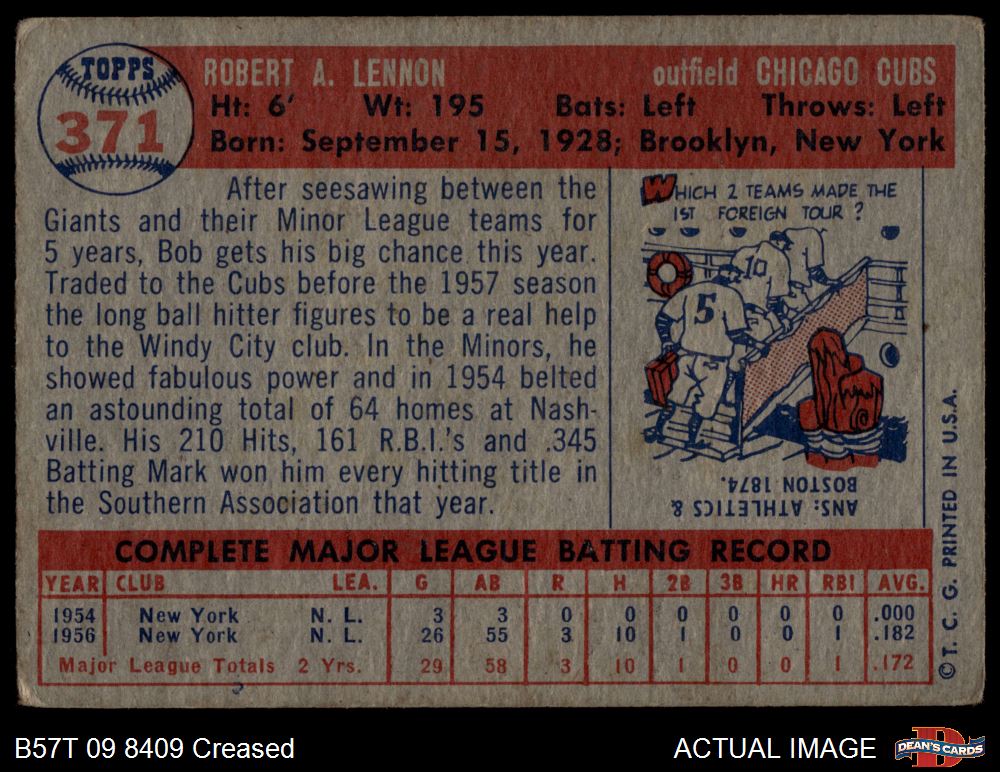 TOPPS
371
ROBERT A. LENNON outfield CHICAGO CUBS
Ht: 6' Wt: 195 Bats: Left Throws: Left
Born: September 15, 1928; Brooklyn, New York
After seesawing between the
Giants and their Minor League teams for
5 years, Bob gets his big chance this year.
Traded to the Cubs before the 1957 season
the long ball hitter figures to be a real help
to the Windy City club. In the Minors, he
showed fabulous power and in 1954 belted
an astounding total of 64 homes at Nash-
ville. His 210 Hits, 161 R.B.I.'s and .345
Batting Mark won him every hitting title in
the Southern Association that year.
WHICH 2 TEAMS MADE THE
1ST FOREIGN TOUR ?
10
5
ANS: ATHLETICS &
BOSTON 1874.
COMPLETE MAJOR LEAGUE BATTING RECORD
YEAR CLUB LEA. G AB R H 2B 3B HR RBI AVG.
1954 New York N. L. 3 3 0 0 0 0 0 0 .000
1956 New York N. L. 26 55 3 10 1 0 0 1 .182
Major League Totals 2 Yrs. 29 58 3 10 1 0 0 1 .172
© T. C. G. PRINTED IN U.S.A.
B57T 09 8409 Creased
ACTUAL IMAGE
DEAN'S CARDS